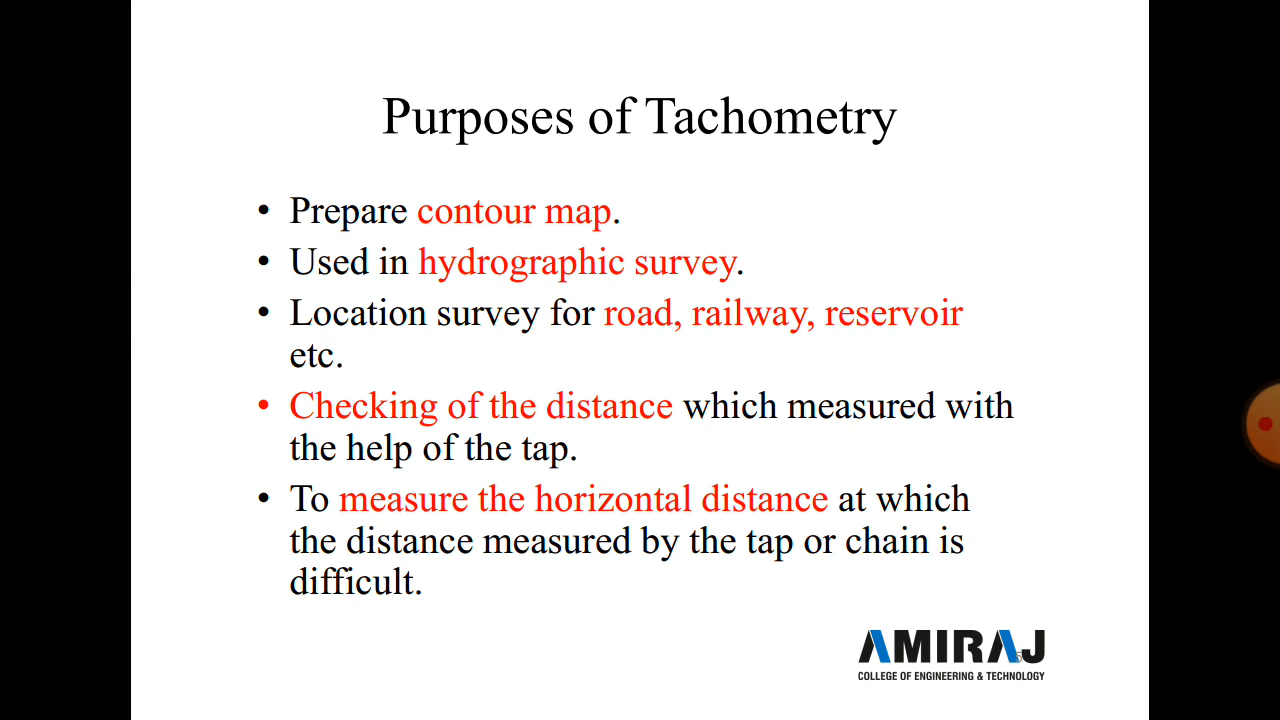 Purposes of Tachometry
• Prepare contour map.
• Used in hydrographic survey.
• Location survey for road, railway, reservoir
etc.
• Checking of the distance which measured with
the help of the tap.
• To measure the horizontal distance at which
the distance measured by the tap or chain is
difficult.
AMIRAJ
COLLEGE OF ENGINEERING & TECHNOLOGY